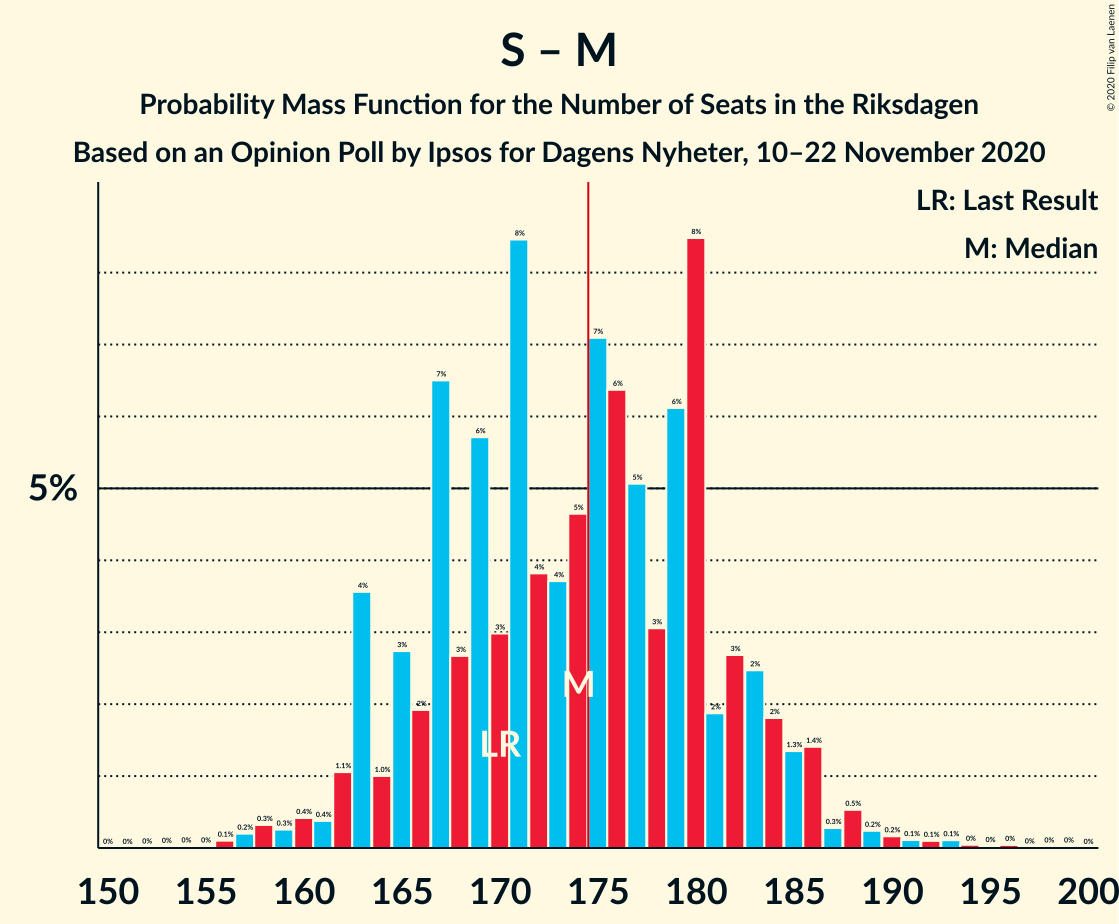 © 2020 Filip van Laenen
S – M
Probability Mass Function for the Number of Seats in the Riksdagen
Based on an Opinion Poll by Ipsos for Dagens Nyheter, 10–22 November 2020
LR: Last Result
M: Median
5%
0% 0% 0% 0% 0% 0% 0.1% 0.2% 0.3% 0.3% 0.4% 0.4% 1.1% 4% 1.0% 3% 2% 7% 3% 6% 3% 8% 4% 4% 5% 7% 6% 5% 3% 6% 8% 2% 3% 2% 2% 1.3% 1.4% 0.3% 0.5% 0.2% 0.2% 0.1% 0.1% 0.1% 0% 0% 0% 0% 0% 0% 0%
M
LR
150 155 160 165 170 175 180 185 190 195 200